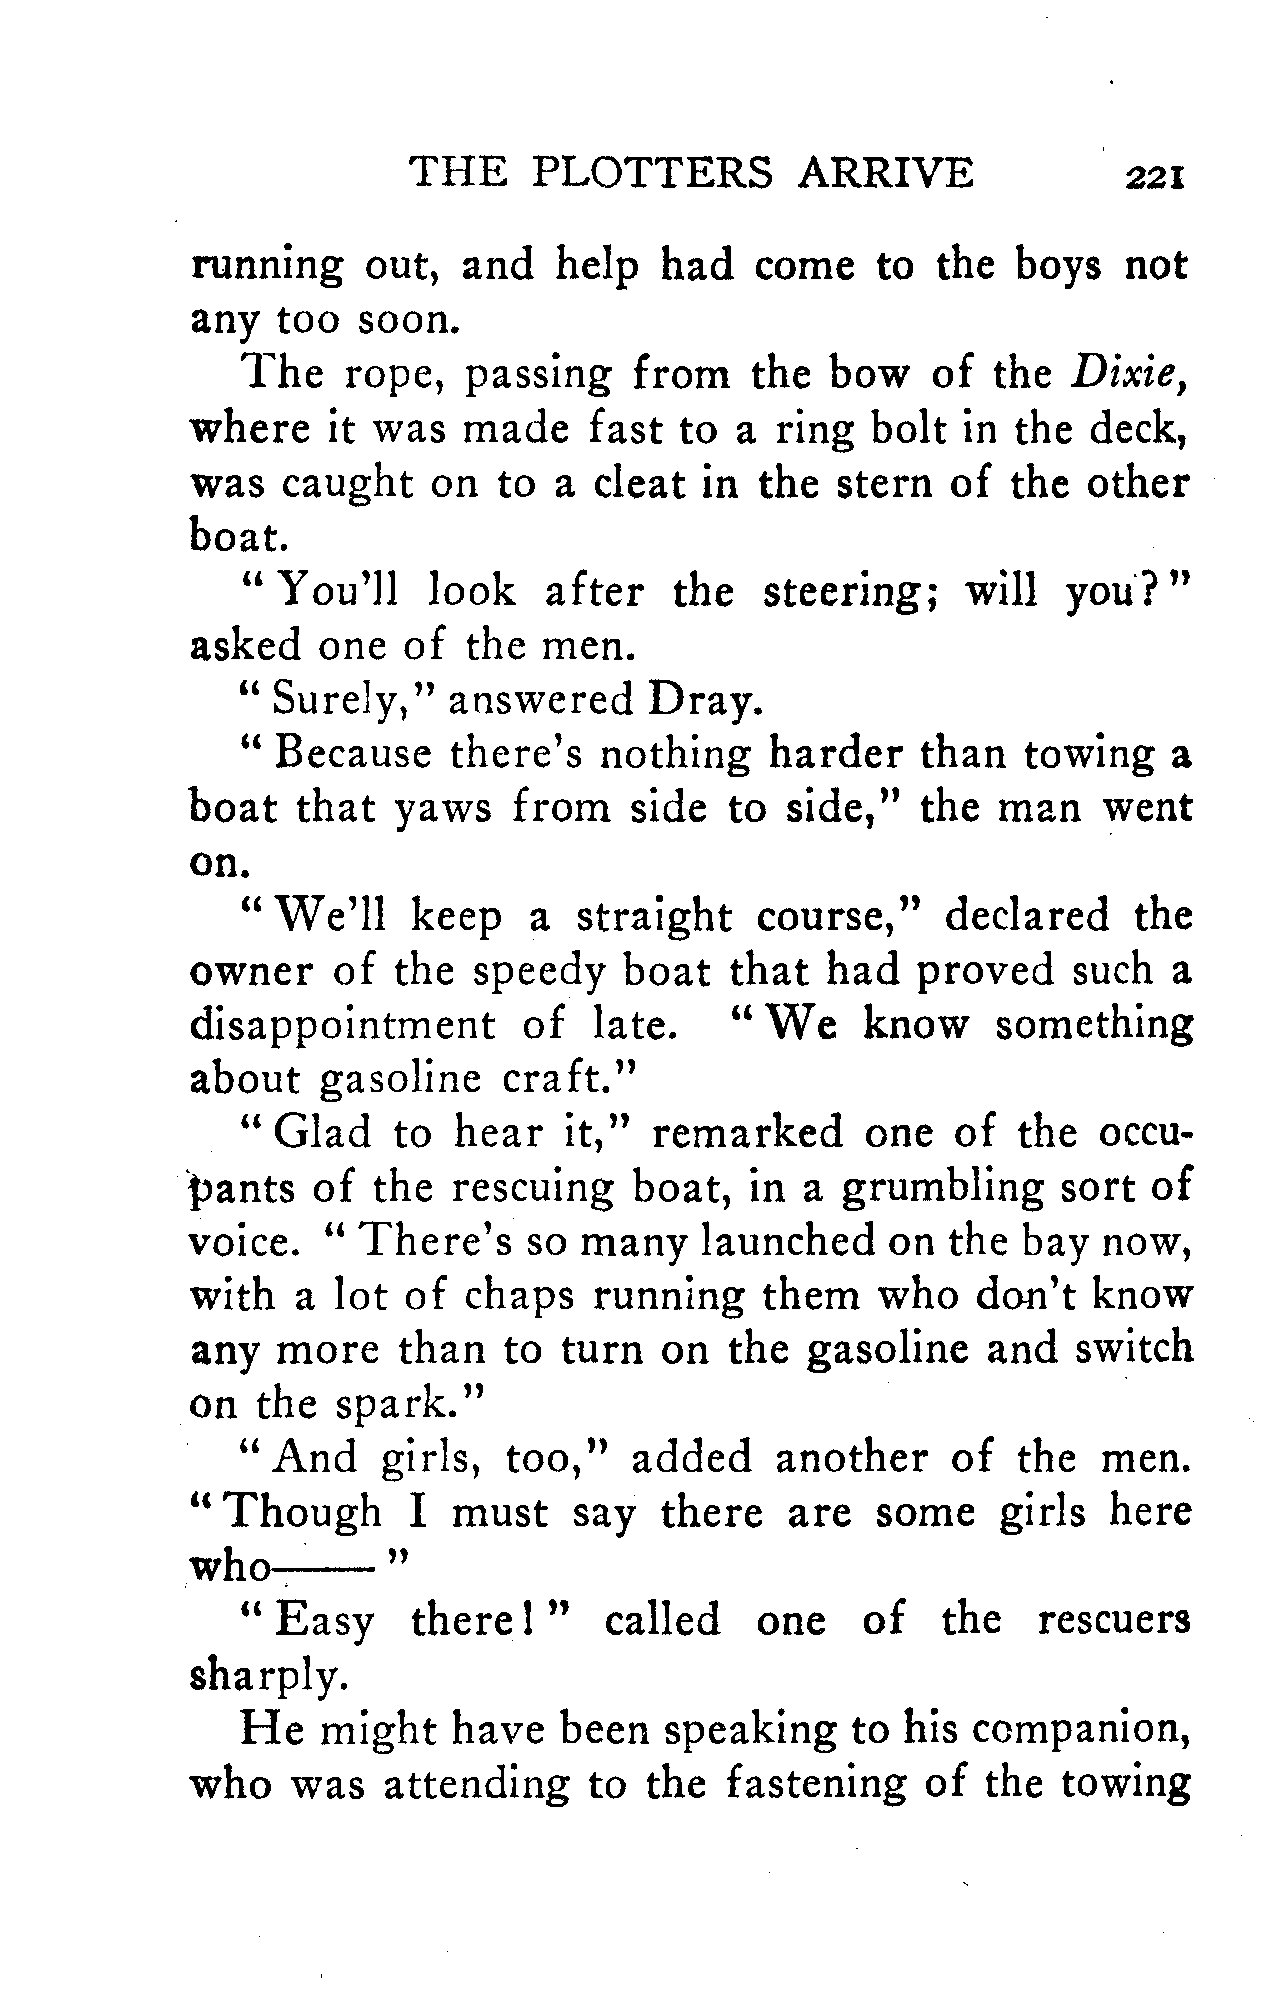 THE PLOTTERS ARRIVE 221
running out, and help had come to the boys not
any too soon.
The rope, passing from the bow of the Dixie,
where it was made fast to a ring bolt in the deck,
was caught on to a cleat in the stern of the other
boat.
" You'll look after the steering; will you?"
asked one of the men.
" Surely," answered Dray.
" Because there's nothing harder than towing a
boat that yaws from side to side," the man went
on.
" We'll keep a straight course," declared the
owner of the speedy boat that had proved such a
disappointment of late. " We know something
about gasoline craft."
" Glad to hear it," remarked one of the occu-
pants of the rescuing boat, in a grumbling sort of
voice. " There's so many launched on the bay now,
with a lot of chaps running them who don't know
any more than to turn on the gasoline and switch
on the spark."
" And girls, too," added another of the men.
" Though I must say there are some girls here
who—— "
" Easy there! " called one of the rescuers
sharply.
He might have been speaking to his companion,
who was attending to the fastening of the towing